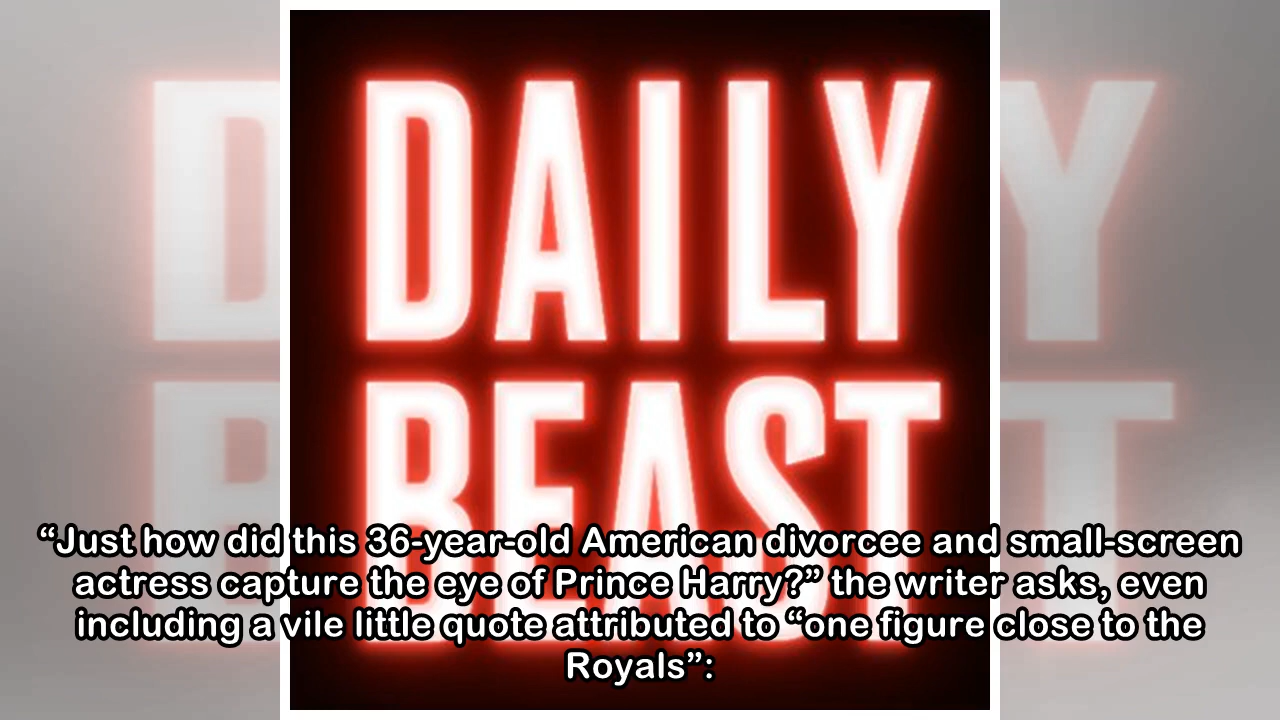 DAILY
BEAST
“Just how did this 36-year-old American divorcee and small-screen
actress capture the eye of Prince Harry?” the writer asks, even
including a vile little quote attributed to “one figure close to the
Royals”: